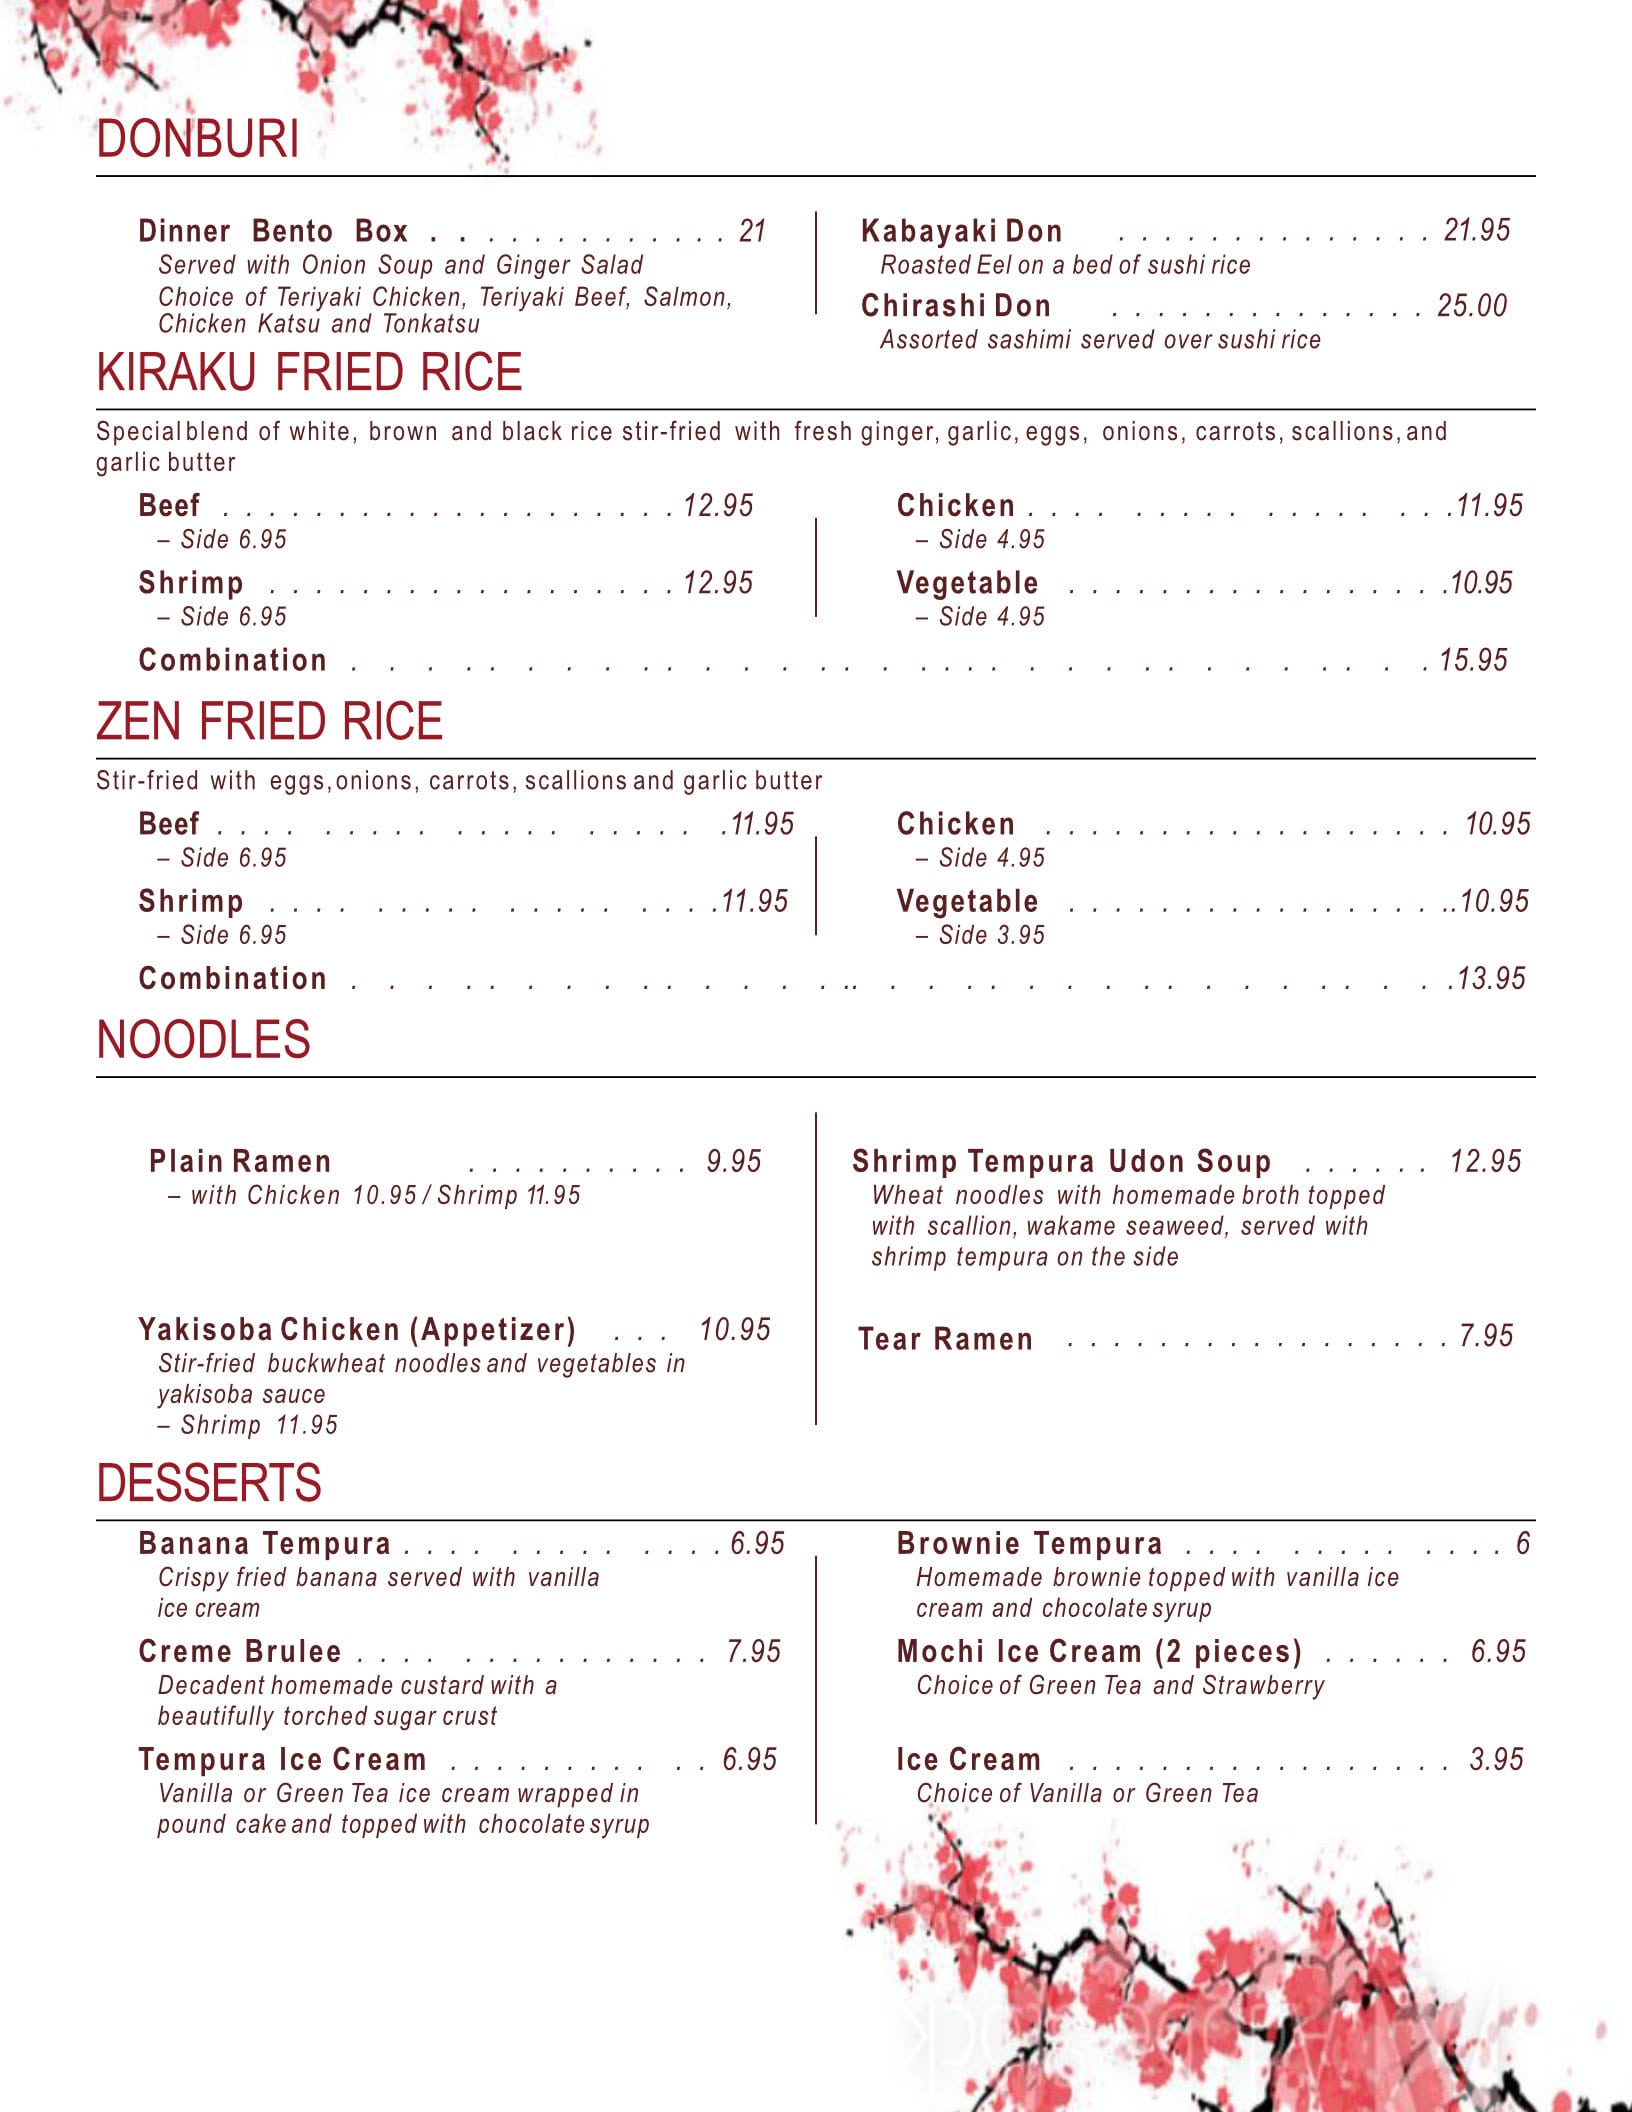 DONBURI
Dinner Bento Box . . . . . . . . . . . . . 21
Served with Onion Soup and Ginger Salad
Choice of Teriyaki Chicken, Teriyaki Beef, Salmon,
Chicken Katsu and Tonkatsu
Kabayaki Don . . . . . . . . . . . . . . 21.95
Roasted Eel on a bed of sushi rice
Chirashi Don . . . . . . . . . . . . . . 25.00
Assorted sashimi served over sushi rice
KIRAKU FRIED RICE
Special blend of white, brown and black rice stir-fried with fresh ginger, garlic, eggs, onions, carrots, scallions, and
garlic butter
Beef . . . . . . . . . . . . . . . . . . . . 12.95
– Side 6.95
Shrimp . . . . . . . . . . . . . . . . . . 12.95
– Side 6.95
Chicken . . . . . . . . . . . . . . . . . 11.95
– Side 4.95
Vegetable . . . . . . . . . . . . . . . . . 10.95
– Side 4.95
Combination . . . . . . . . . . . . . . . . . . . . . . . . . . . . . . 15.95
ZEN FRIED RICE
Stir-fried with eggs, onions, carrots, scallions and garlic butter
Beef . . . . . . . . . . . . . . . . . . . . 11.95
– Side 6.95
Shrimp . . . . . . . . . . . . . . . . . . 11.95
– Side 6.95
Chicken . . . . . . . . . . . . . . . . . . 10.95
– Side 4.95
Vegetable . . . . . . . . . . . . . . . . . .. 10.95
– Side 3.95
Combination . . . . . . . . . . . . . .. . . . . . . . . . . . . . . . . 13.95
NOODLES
Plain Ramen . . . . . . . . . . 9.95
– with Chicken 10.95 / Shrimp 11.95
Shrimp Tempura Udon Soup . . . . . . 12.95
Wheat noodles with homemade broth topped
with scallion, wakame seaweed, served with
shrimp tempura on the side
Yakisoba Chicken (Appetizer) . . . 10.95
Stir-fried buckwheat noodles and vegetables in
yakisoba sauce
– Shrimp 11.95
Tear Ramen . . . . . . . . . . . . . . . . . 7.95
DESSERTS
Banana Tempura . . . . . . . . . . . . . 6.95
Crispy fried banana served with vanilla
ice cream
Creme Brulee . . . . . . . . . . . . . . . 7.95
Decadent homemade custard with a
beautifully torched sugar crust
Tempura Ice Cream . . . . . . . . . . . 6.95
Vanilla or Green Tea ice cream wrapped in
pound cake and topped with chocolate syrup
Brownie Tempura . . . . . . . . . . . . . 6
Homemade brownie topped with vanilla ice
cream and chocolate syrup
Mochi Ice Cream (2 pieces) . . . . . . 6.95
Choice of Green Tea and Strawberry
Ice Cream . . . . . . . . . . . . . . . . . 3.95
Choice of Vanilla or Green Tea